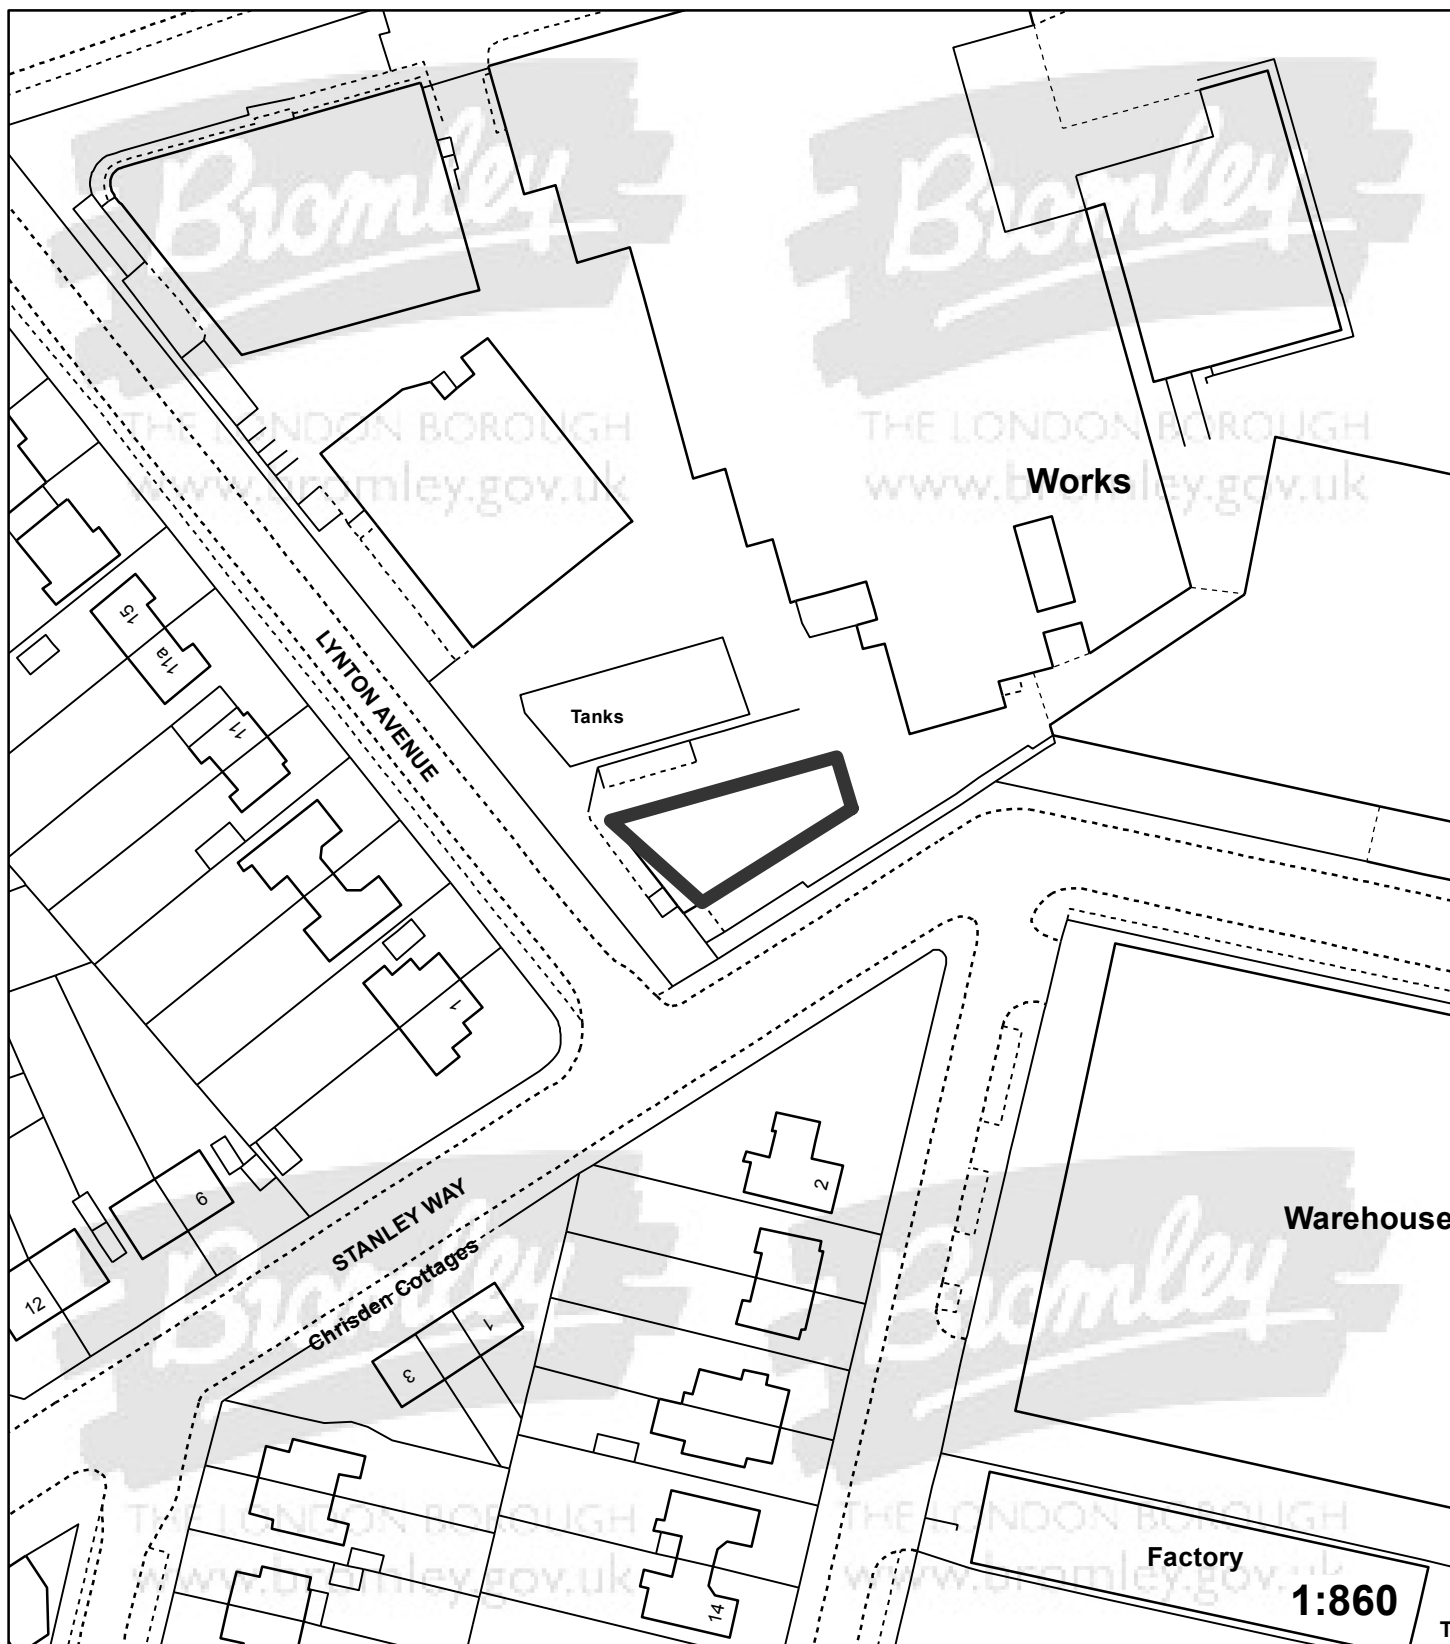 Bromley
Bromley
THE LONDON BOROUGH
www.bromley.gov.uk
THE LONDON BOROUGH
www.bromley.gov.uk
Works
15
11a
11
LYNTON AVENUE
Tanks
1
2
6
STANLEY WAY
Chrisden Cottages
12
1
3
Bromley
Bromley
Warehouse
THE LONDON BOROUGH
www.bromley.gov.uk
THE LONDON BOROUGH
www.bromley.gov.uk
Factory
14
1:860